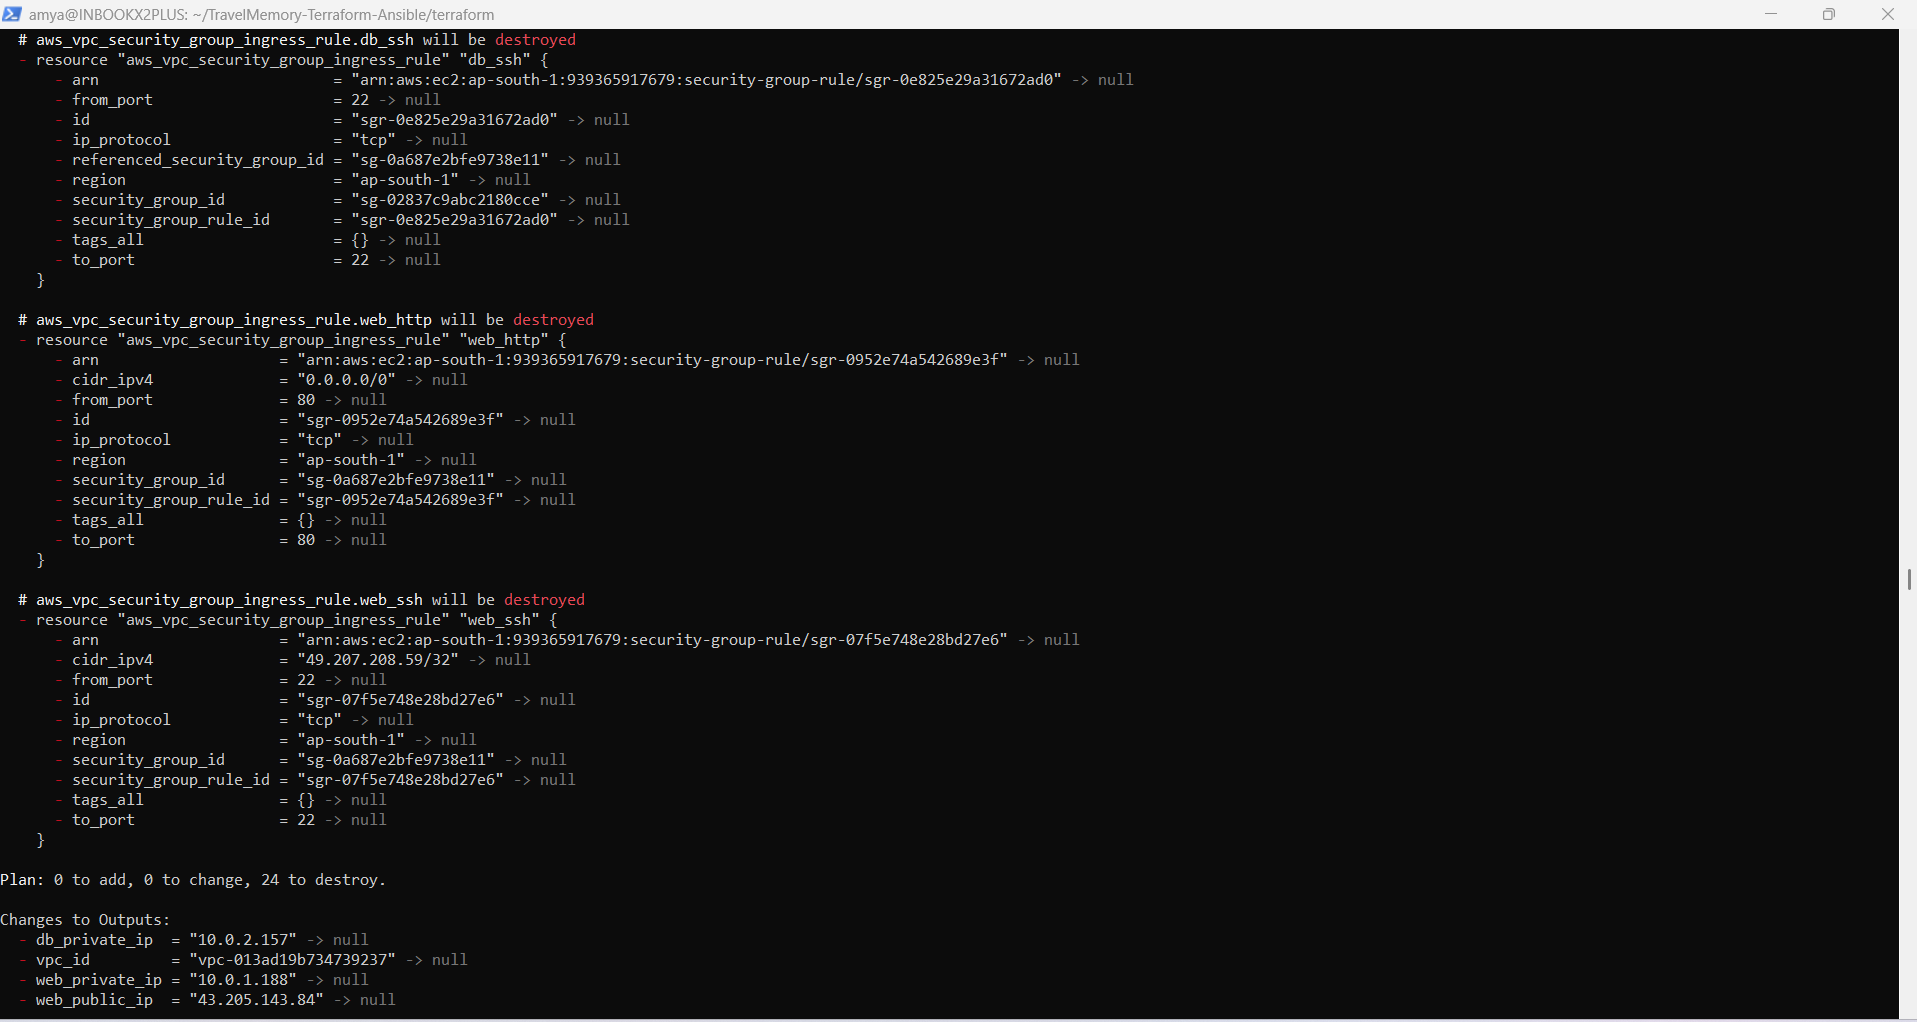 amya@INBOOKX2PLUS: ~/TravelMemory-Terraform-Ansible/terraform
# aws_vpc_security_group_ingress_rule.db_ssh will be destroyed
- resource "aws_vpc_security_group_ingress_rule" "db_ssh" {
- arn = "arn:aws:ec2:ap-south-1:939365917679:security-group-rule/sgr-0e825e29a31672ad0" -> null
- from_port = 22 -> null
- id = "sgr-0e825e29a31672ad0" -> null
- ip_protocol = "tcp" -> null
- referenced_security_group_id = "sg-0a687e2bfe9738e11" -> null
- region = "ap-south-1" -> null
- security_group_id = "sg-02837c9abc2180cce" -> null
- security_group_rule_id = "sgr-0e825e29a31672ad0" -> null
- tags_all = {} -> null
- to_port = 22 -> null
}
# aws_vpc_security_group_ingress_rule.web_http will be destroyed
- resource "aws_vpc_security_group_ingress_rule" "web_http" {
- arn = "arn:aws:ec2:ap-south-1:939365917679:security-group-rule/sgr-0952e74a542689e3f" -> null
- cidr_ipv4 = "0.0.0.0/0" -> null
- from_port = 80 -> null
- id = "sgr-0952e74a542689e3f" -> null
- ip_protocol = "tcp" -> null
- region = "ap-south-1" -> null
- security_group_id = "sg-0a687e2bfe9738e11" -> null
- security_group_rule_id = "sgr-0952e74a542689e3f" -> null
- tags_all = {} -> null
- to_port = 80 -> null
}
# aws_vpc_security_group_ingress_rule.web_ssh will be destroyed
- resource "aws_vpc_security_group_ingress_rule" "web_ssh" {
- arn = "arn:aws:ec2:ap-south-1:939365917679:security-group-rule/sgr-07f5e748e28bd27e6" -> null
- cidr_ipv4 = "49.207.208.59/32" -> null
- from_port = 22 -> null
- id = "sgr-07f5e748e28bd27e6" -> null
- ip_protocol = "tcp" -> null
- region = "ap-south-1" -> null
- security_group_id = "sg-0a687e2bfe9738e11" -> null
- security_group_rule_id = "sgr-07f5e748e28bd27e6" -> null
- tags_all = {} -> null
- to_port = 22 -> null
}
Plan: 0 to add, 0 to change, 24 to destroy.
Changes to Outputs:
- db_private_ip = "10.0.2.157" -> null
- vpc_id = "vpc-013ad19b734739237" -> null
- web_private_ip = "10.0.1.188" -> null
- web_public_ip = "43.205.143.84" -> null